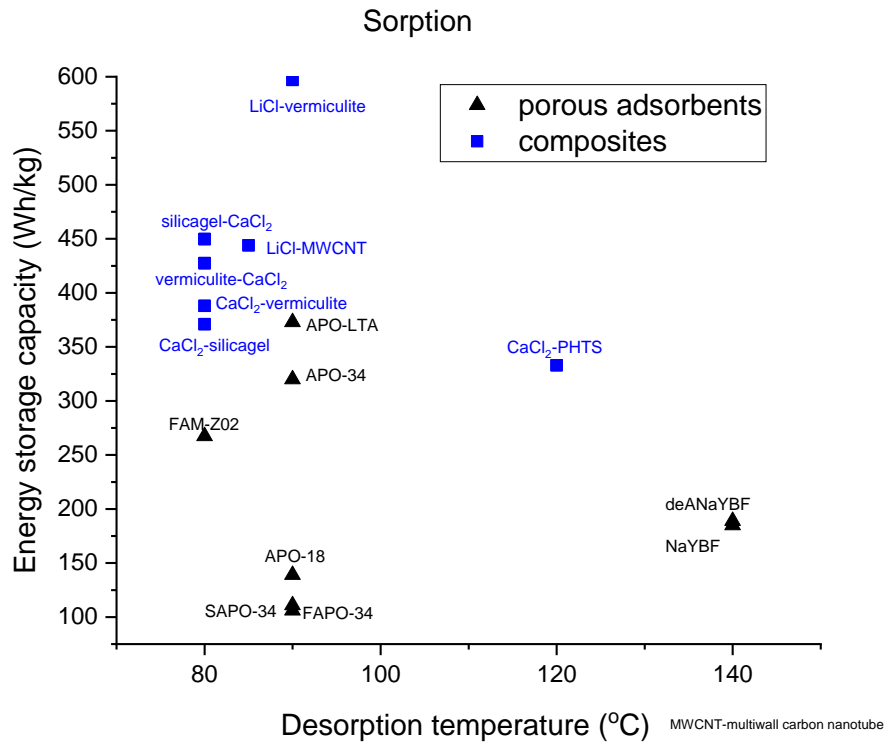 Sorption
600
550
500
450
400
350
300
250
200
150
100
Energy storage capacity (Wh/kg)
porous adsorbents
composites
LiCl-vermiculite
silicagel-CaCl₂
LiCl-MWCNT
vermiculite-CaCl₂
CaCl₂-vermiculite
APO-LTA
CaCl₂-silicagel
CaCl₂-PHTS
APO-34
FAM-Z02
deANaYBF
NaYBF
APO-18
SAPO-34
FAPO-34
80
100
120
140
Desorption temperature (°C)
MWCNT-multiwall carbon nanotube